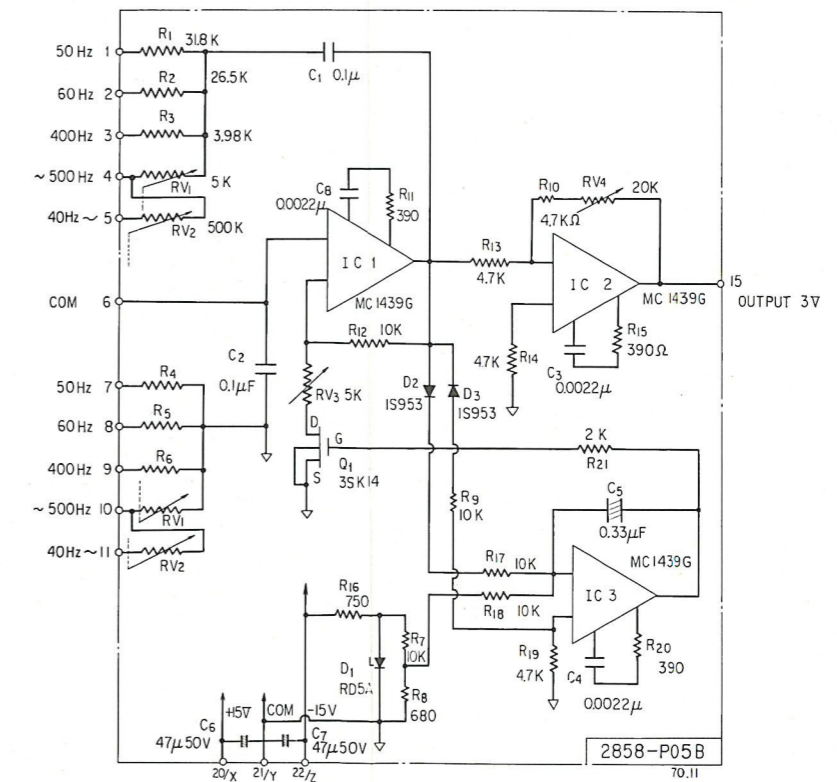 50Hz 1 R1 31.8K
C1 0.1μ
60Hz 2 R2 26.5K
400Hz 3 R3 3.98K
~500Hz 4 RV1 5K
40Hz~ 5 RV2 500K
C8 0.0022μ R11 390
IC 1
MC1439G
R10 4.7KΩ RV4 20K
R13 4.7K
IC 2
MC1439G
15 OUTPUT 3V
COM 6
R12 10K
4.7K R14
C3 0.0022μ
R15 390Ω
C2 0.1μF
RV3 5K
D2 1S953
D3 1S953
50Hz 7 R4
60Hz 8 R5
400Hz 9 R6
~500Hz 10 RV1
40Hz~11 RV2
D G S
Q1 3SK14
2K R21
R9 10K
C5 0.33μF
R17 10K
R18 10K
MC1439G
IC 3
R19 4.7K
C4 0.0022μ
R20 390
R16 750
R7 10K
D1 L RD5A
R8 680
+15V COM -15V
C6 47μ50V
C7 47μ50V
20/X 21/Y 22/Z
2858-P05B
70.11